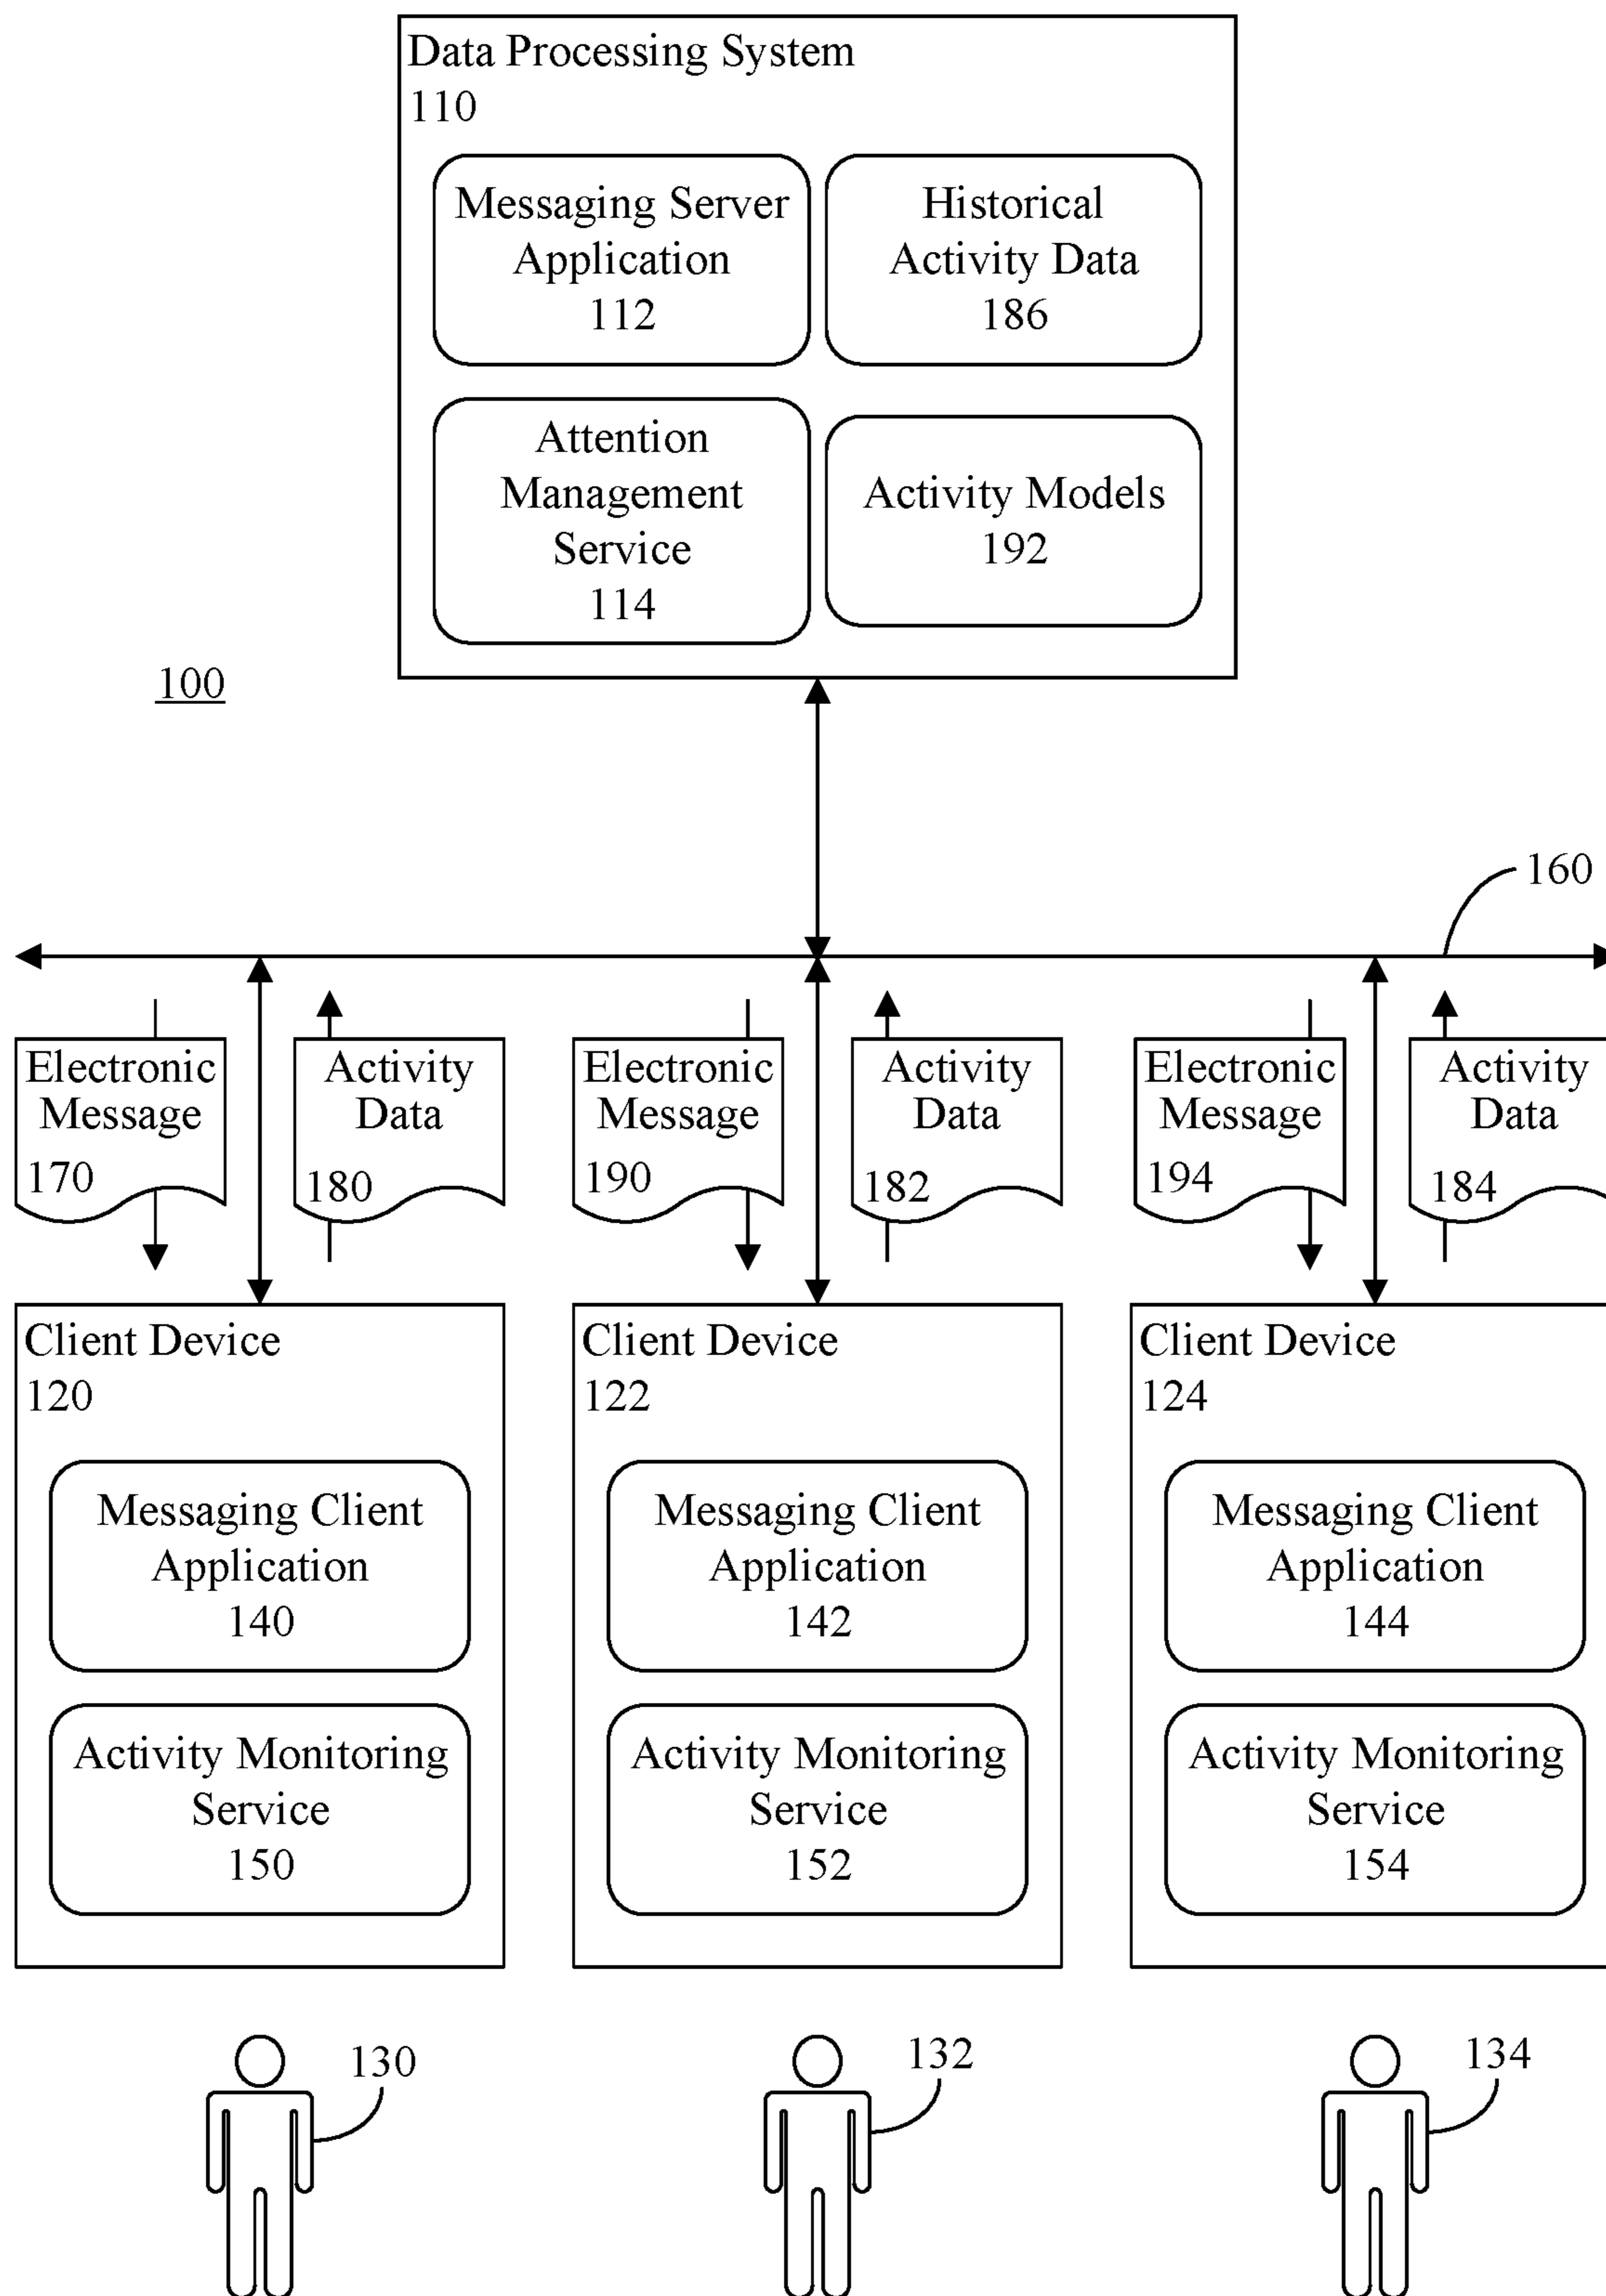 Data Processing System
110
Messaging Server
Application
112
Historical
Activity Data
186
Attention
Management
Service
114
Activity Models
192
100
160
Electronic
Message
170
Activity
Data
180
Electronic
Message
190
Activity
Data
182
Electronic
Message
194
Activity
Data
184
Client Device
120
Messaging Client
Application
140
Activity Monitoring
Service
150
Client Device
122
Messaging Client
Application
142
Activity Monitoring
Service
152
Client Device
124
Messaging Client
Application
144
Activity Monitoring
Service
154
130
132
134